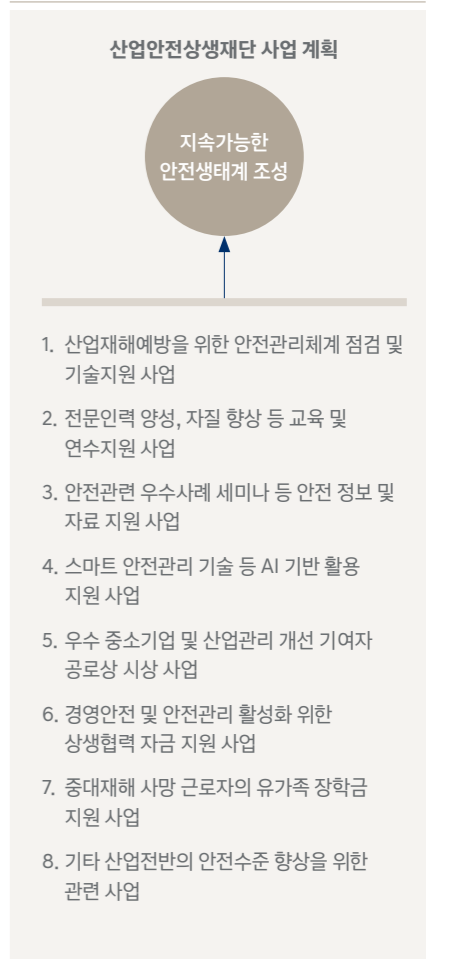 산업안전상생재단 사업 계획
지속가능한
안전생태계 조성
1. 산업재해예방을 위한 안전관리체계 점검 및
기술지원 사업
2. 전문인력 양성, 자질 향상 등 교육 및
연수지원 사업
3. 안전관련 우수사례 세미나 등 안전 정보 및
자료 지원 사업
4. 스마트 안전관리 기술 등 AI 기반 활용
지원 사업
5. 우수 중소기업 및 산업관리 개선 기여자
공로상 시상 사업
6. 경영안전 및 안전관리 활성화 위한
상생협력 자금 지원 사업
7. 중대재해 사망 근로자의 유가족 장학금
지원 사업
8. 기타 산업전반의 안전수준 향상을 위한
관련 사업